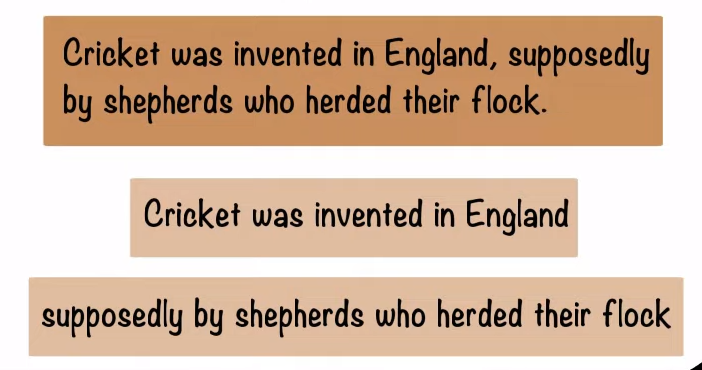 Cricket was invented in England, supposedly
by shepherds who herded their flock.
Cricket was invented in England
supposedly by shepherds who herded their flock